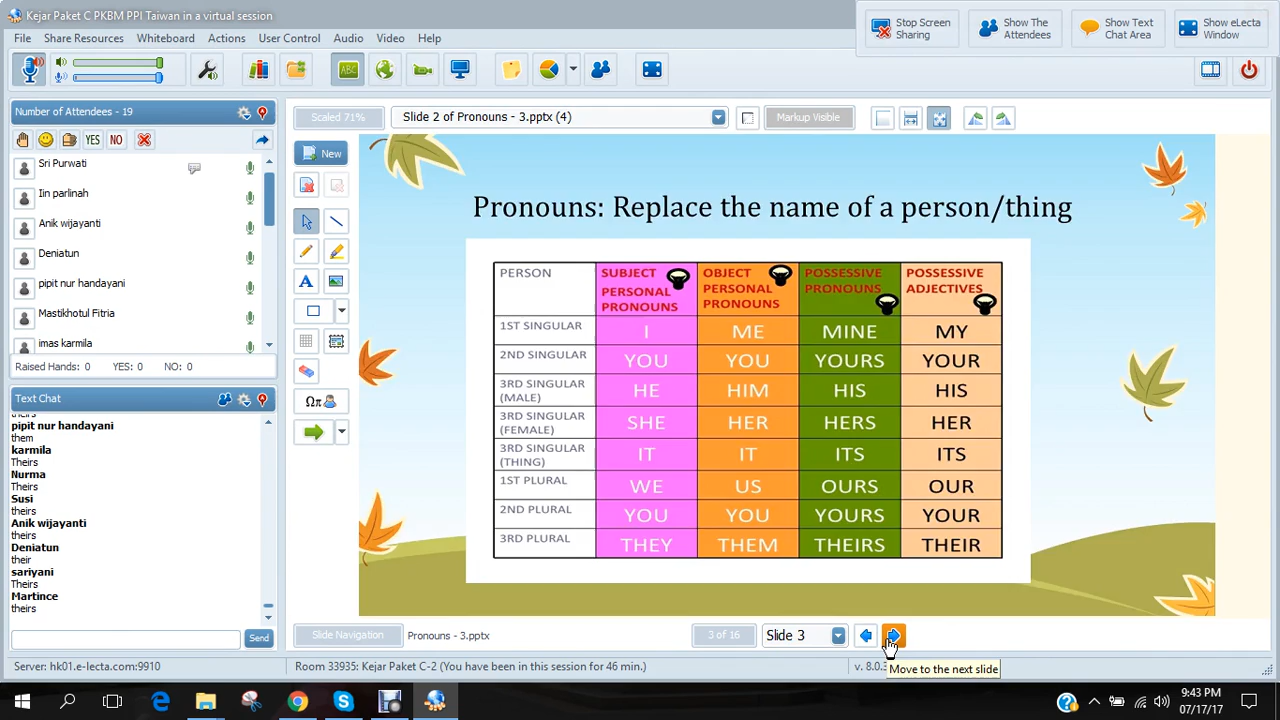 Kejar Paket C PKBM PPI Taiwan in a virtual session
Stop Screen Sharing
Show The Attendees
Show Text Chat Area
Show eLecta Window
File Share Resources Whiteboard Actions Users Control Audio Video Help
Number of Attendees - 19
YES NO
Sri Purwati
Iin parlinah
Anik wijayanti
Deniatun
pipit nur handayani
Mastikhotul Fitria
imas karmila
Raised Hands: 0 YES: 0 NO: 0
Text Chat
theirs
pipit nur handayani
them
karmila
Theirs
Nurma
Theirs
Susi
theirs
Anik wijayanti
theirs
Deniatun
their
sariyani
Theirs
Martince
theirs
Send
Scaled 71%
Slide 2 of Pronouns - 3.pptx (4)
Markup Visible
New
ABC
A
Ωπ
Pronouns: Replace the name of a person/thing
PERSON SUBJECT PERSONAL PRONOUNS OBJECT PERSONAL PRONOUNS POSSESSIVE PRONOUNS POSSESSIVE ADJECTIVES
1ST SINGULAR I ME MINE MY
2ND SINGULAR YOU YOU YOURS YOUR
3RD SINGULAR (MALE) HE HIM HIS HIS
3RD SINGULAR (FEMALE) SHE HER HERS HER
3RD SINGULAR (THING) IT IT ITS ITS
1ST PLURAL WE US OURS OUR
2ND PLURAL YOU YOU YOURS YOUR
3RD PLURAL THEY THEM THEIRS THEIR
Slide Navigation Pronouns - 3.pptx 3 of 16 Slide 3
Move to the next slide
Server: hk01.e-lecta.com:9910 Room 33935: Kejar Paket C-2 (You have been in this session for 46 min.) v. 8.0.3
9:43 PM
07/17/17